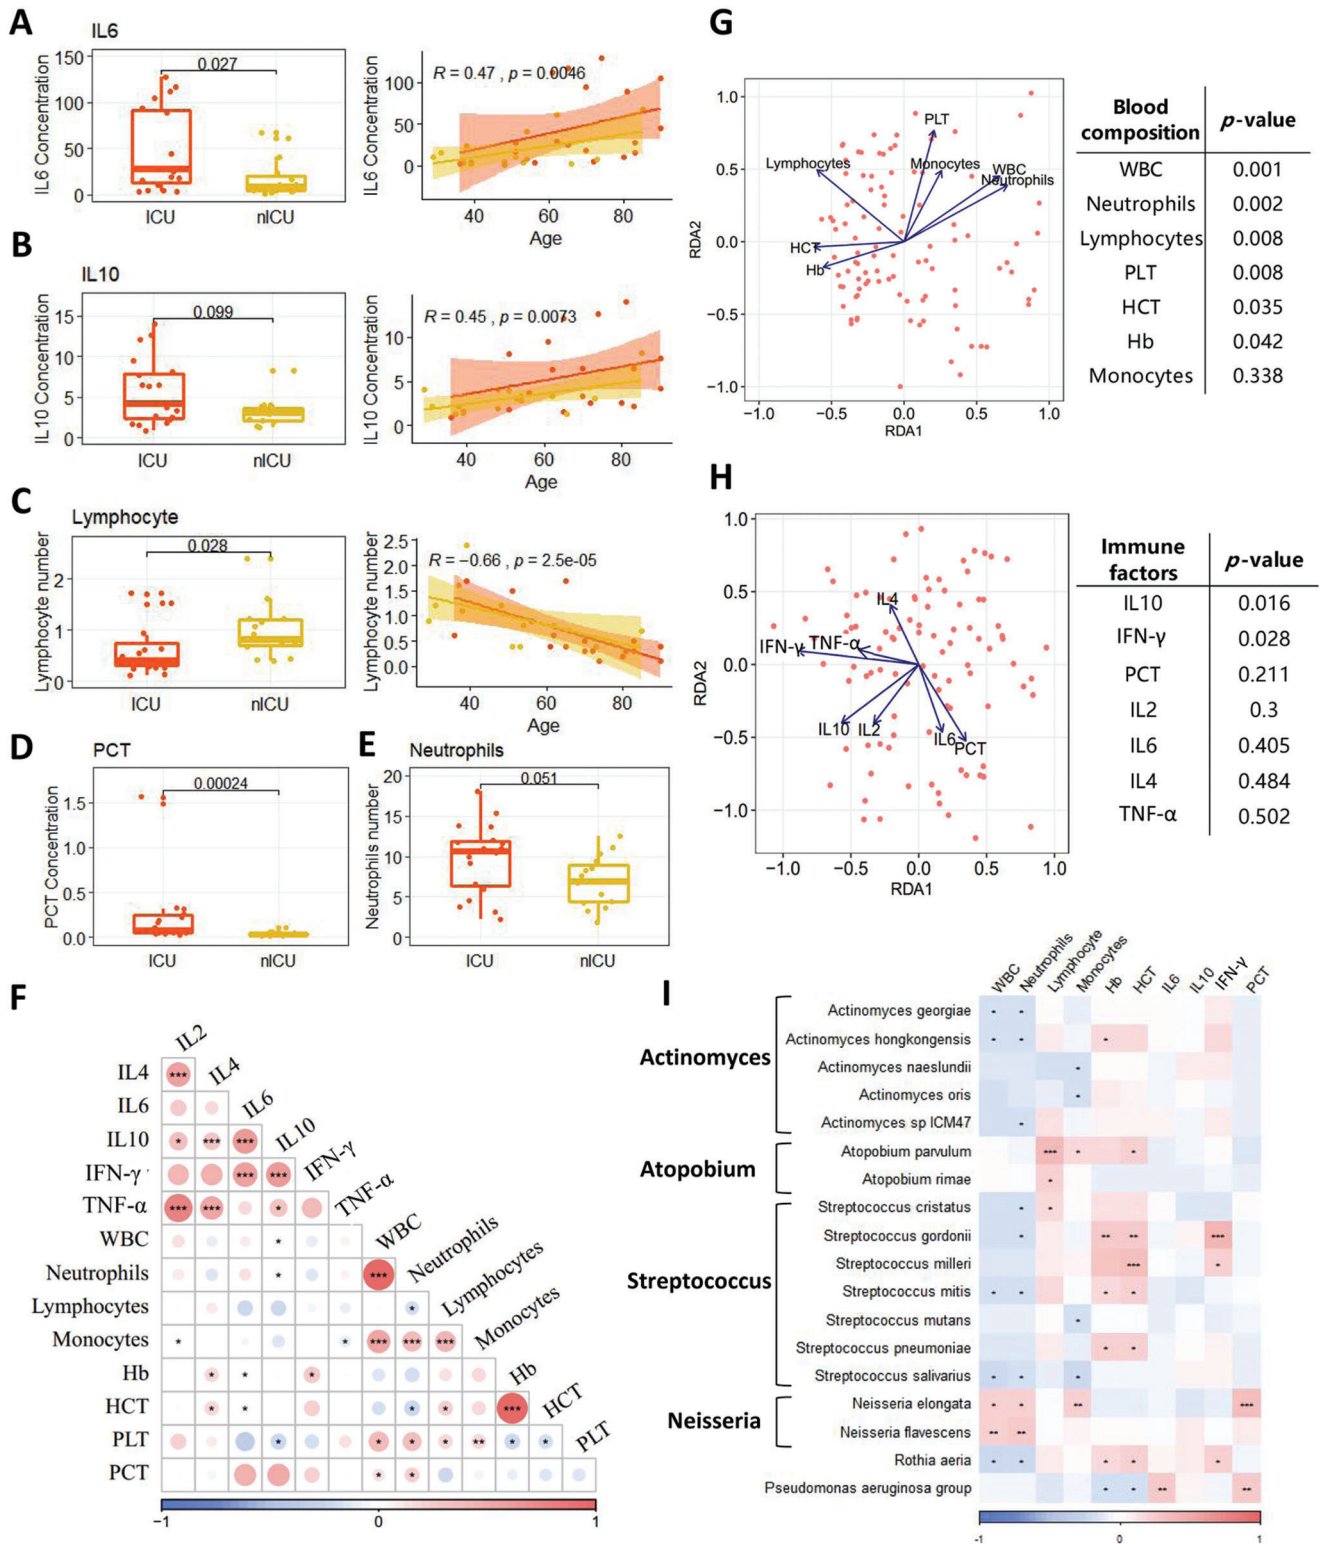 A
IL6
0.027
IL6 Concentration
150
100
50
0
ICU
nICU
R = 0.47 , p = 0.0046
IL6 Concentration
100
50
0
40
60
80
Age
B
IL10
0.099
IL10 Concentration
15
10
5
0
ICU
nICU
R = 0.45 , p = 0.0073
IL10 Concentration
10
5
0
40
60
80
Age
C
Lymphocyte
0.028
Lymphocyte number
2
1
0
ICU
nICU
R = −0.66 , p = 2.5e-05
Lymphocyte number
2.5
2.0
1.5
1.0
0.5
0.0
40
60
80
Age
D
PCT
0.00024
PCT Concentration
1.5
1.0
0.5
0.0
ICU
nICU
E
Neutrophils
0.051
Neutrophils number
20
15
10
5
0
ICU
nICU
F
IL2
IL4
IL6
IL10
IFN-γ
TNF-α
WBC
Neutrophils
Lymphocytes
Monocytes
Hb
HCT
PLT
IL4
IL6
IL10
IFN-γ
TNF-α
WBC
Neutrophils
Lymphocytes
Monocytes
Hb
HCT
PLT
PCT
−1
0
1
G
1.0
0.5
0.0
−0.5
−1.0
RDA2
PLT
Lymphocytes
Monocytes
WBC
Neutrophils
HCT
Hb
−1.0
−0.5
0.0
0.5
1.0
RDA1
Blood composition p-value
WBC 0.001
Neutrophils 0.002
Lymphocytes 0.008
PLT 0.008
HCT 0.035
Hb 0.042
Monocytes 0.338
H
1.0
0.5
0.0
−0.5
−1.0
RDA2
IL4
IFN-γ
TNF-α
IL10
IL2
IL6
PCT
−1.0
−0.5
0.0
0.5
1.0
RDA1
Immune factors p-value
IL10 0.016
IFN-γ 0.028
PCT 0.211
IL2 0.3
IL6 0.405
IL4 0.484
TNF-α 0.502
I
WBC
Neutrophils
Lymphocyte
Monocytes
Hb
HCT
IL6
IL10
IFN-γ
PCT
Actinomyces
Actinomyces georgiae
Actinomyces hongkongensis
Actinomyces naeslundii
Actinomyces oris
Actinomyces sp ICM47
Atopobium
Atopobium parvulum
Atopobium rimae
Streptococcus
Streptococcus cristatus
Streptococcus gordonii
Streptococcus milleri
Streptococcus mitis
Streptococcus mutans
Streptococcus pneumoniae
Streptococcus salivarius
Neisseria
Neisseria elongata
Neisseria flavescens
Rothia aeria
Pseudomonas aeruginosa group
-1
0
1